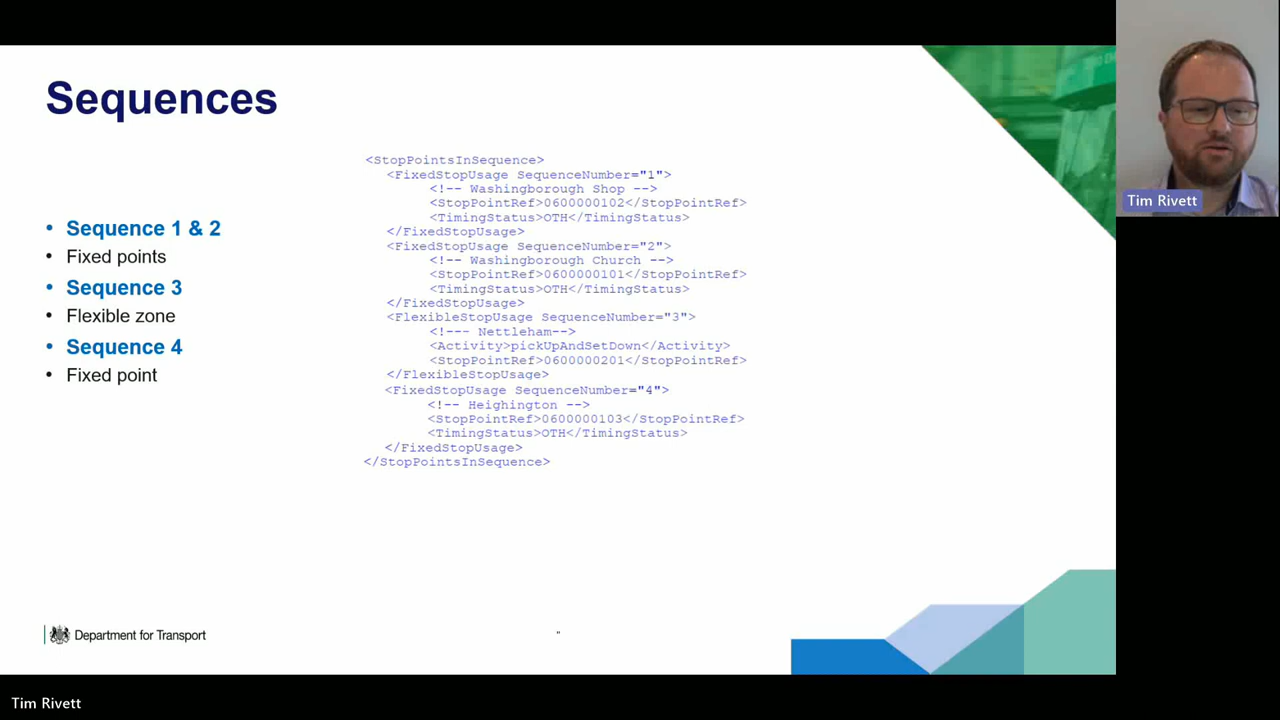 Sequences
• Sequence 1 & 2
• Fixed points
• Sequence 3
• Flexible zone
• Sequence 4
• Fixed point
<StopPointsInSequence>
<FixedStopUsage SequenceNumber="1">
<!-- Washingborough Shop -->
<StopPointRef>0600000102</StopPointRef>
<TimingStatus>OTH</TimingStatus>
</FixedStopUsage>
<FixedStopUsage SequenceNumber="2">
<!-- Washingborough Church -->
<StopPointRef>0600000101</StopPointRef>
<TimingStatus>OTH</TimingStatus>
</FixedStopUsage>
<FlexibleStopUsage SequenceNumber="3">
<!--- Nettleham-->
<Activity>pickUpAndSetDown</Activity>
<StopPointRef>0600000201</StopPointRef>
</FlexibleStopUsage>
<FixedStopUsage SequenceNumber="4">
<!-- Heighington -->
<StopPointRef>0600000103</StopPointRef>
<TimingStatus>OTH</TimingStatus>
</FixedStopUsage>
</StopPointsInSequence>
Department for Transport
"
Tim Rivett
Tim Rivett